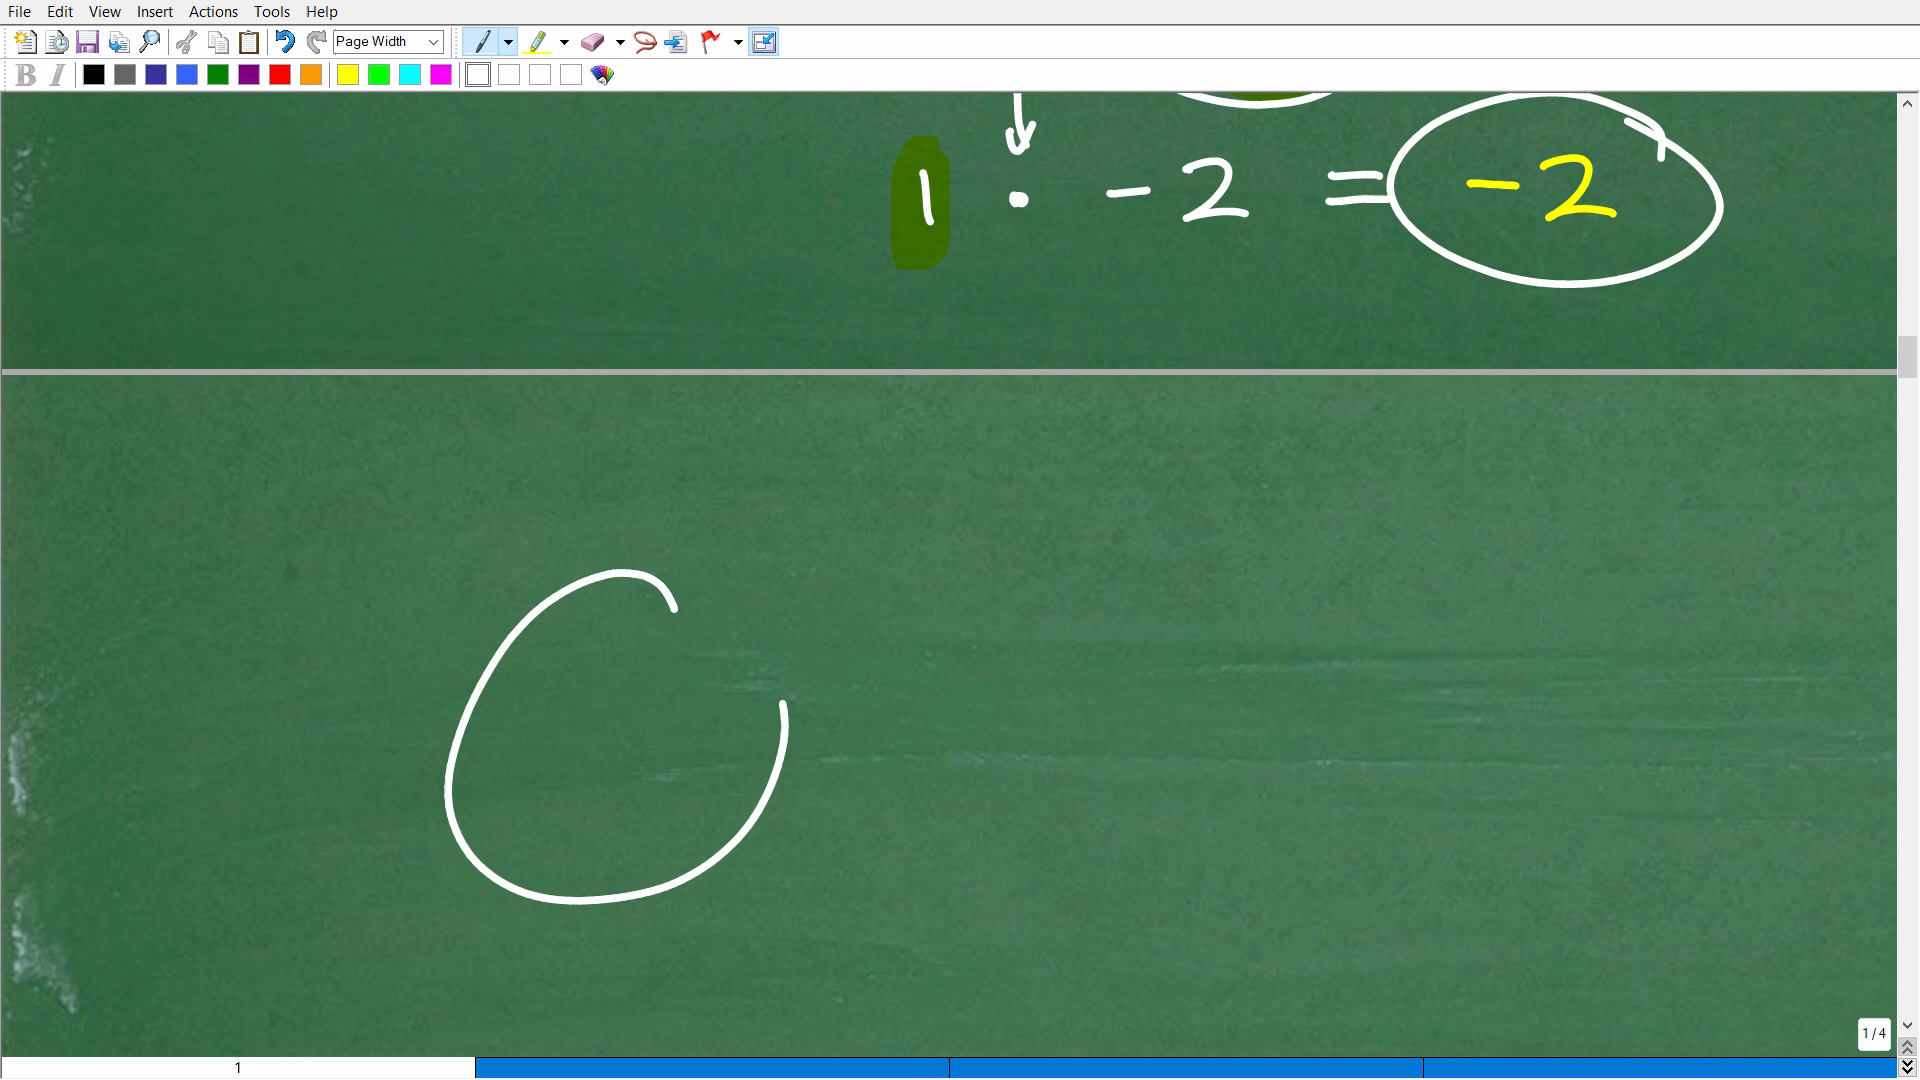 File Edit View Insert Actions Tools Help
Page Width
B I
1 · - 2 = - 2
1 / 4
1